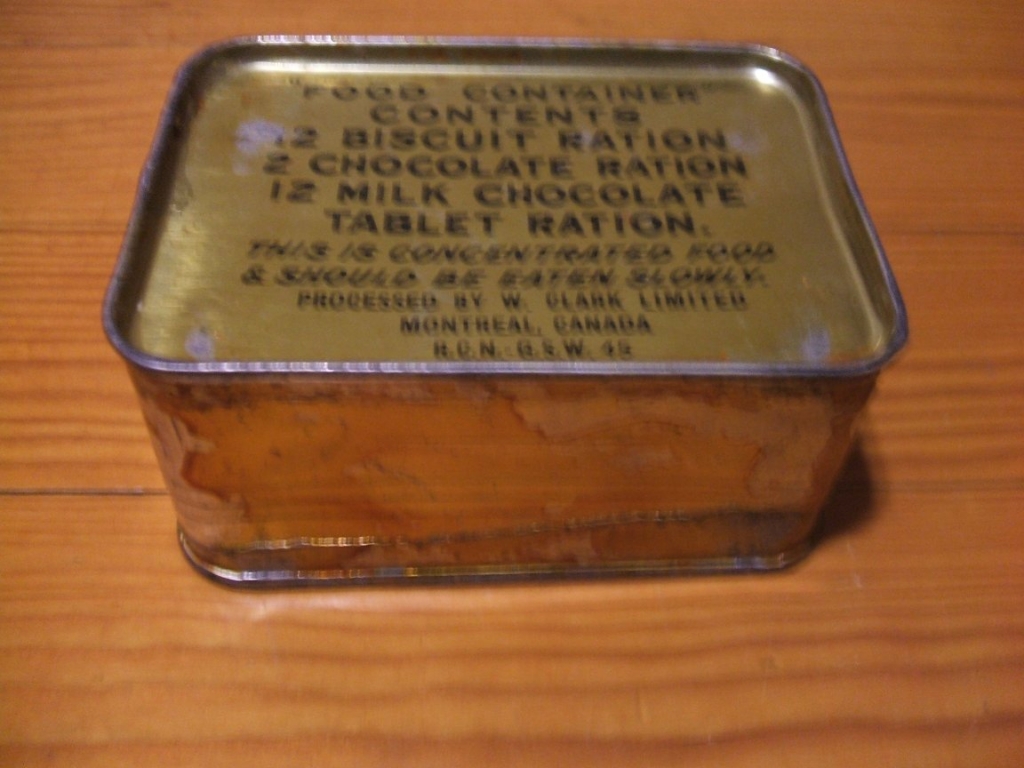 "FOOD CONTAINER"
CONTENTS
12 BISCUIT RATION
2 CHOCOLATE RATION
12 MILK CHOCOLATE
TABLET RATION.
THIS IS CONCENTRATED FOOD
& SHOULD BE EATEN SLOWLY.
PROCESSED BY W. CLARK LIMITED
MONTREAL, CANADA